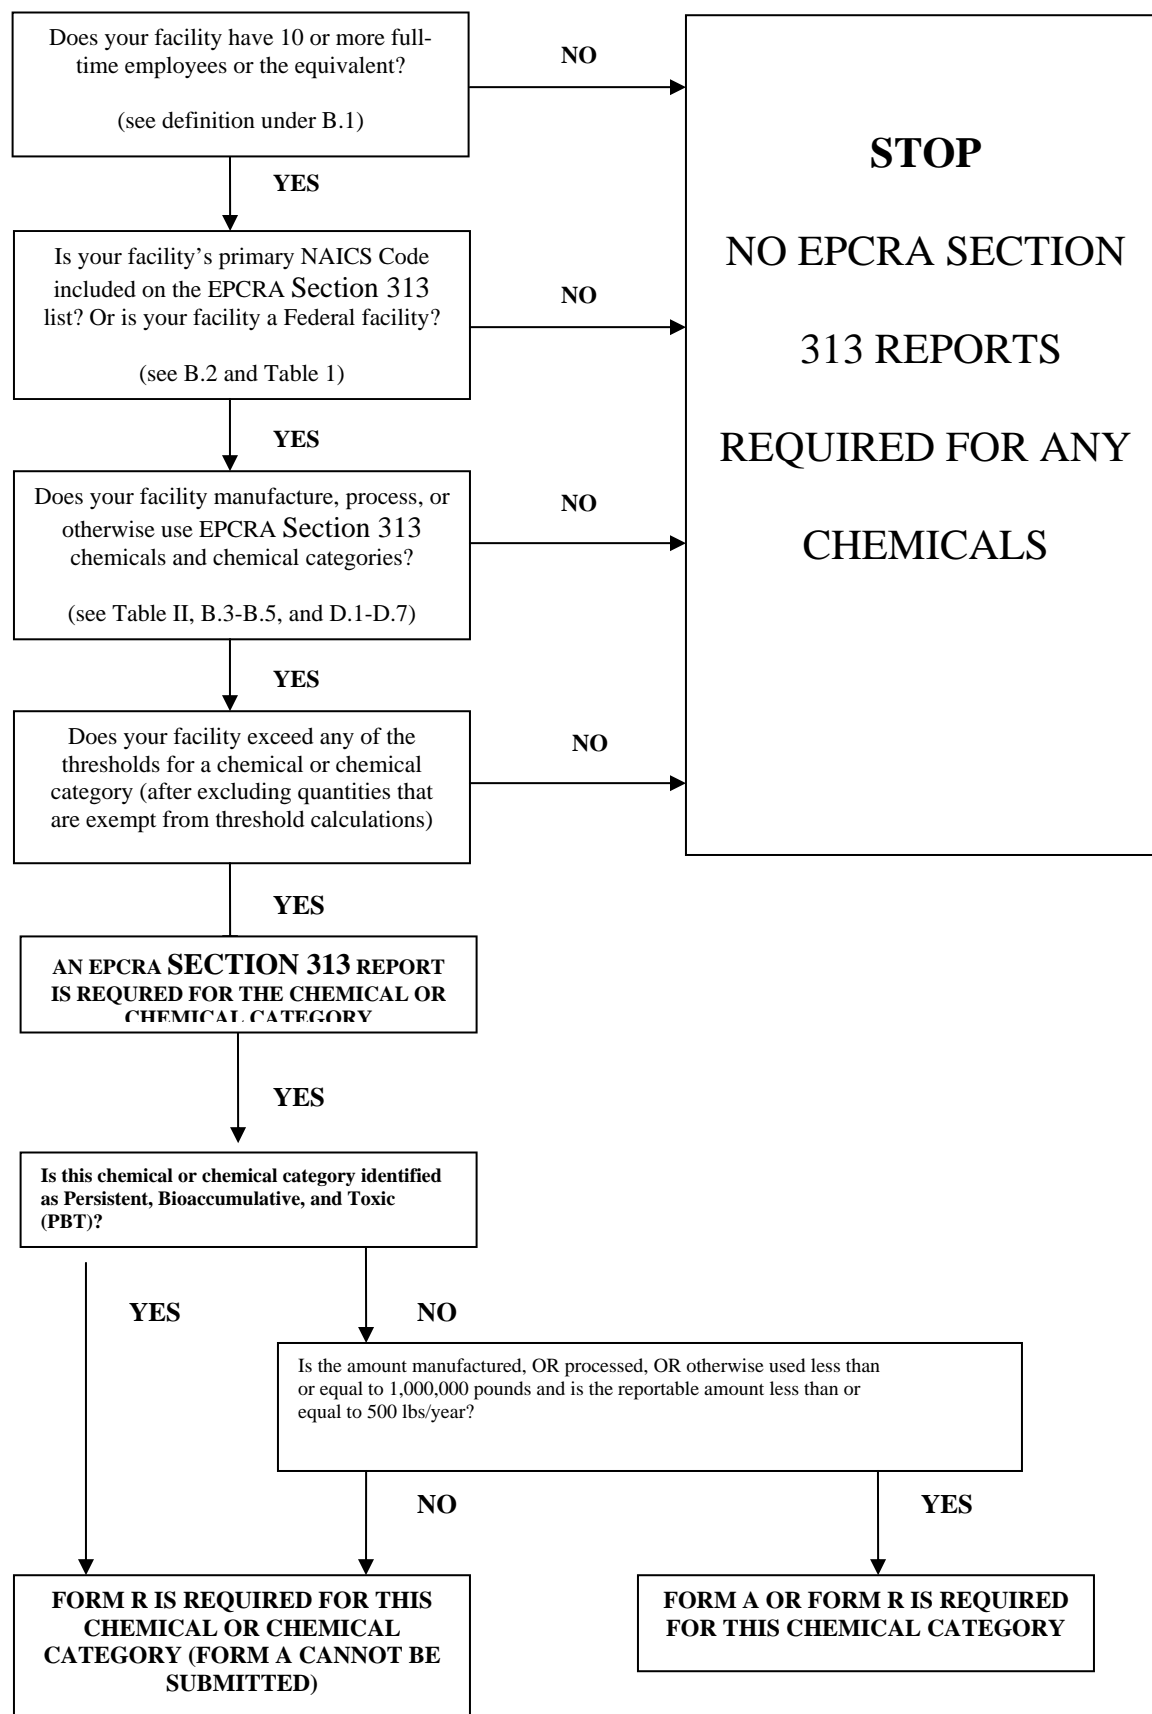 Does your facility have 10 or more full-
time employees or the equivalent?
(see definition under B.1)
NO
YES
STOP
NO EPCRA SECTION
313 REPORTS
REQUIRED FOR ANY
CHEMICALS
Is your facility's primary NAICS Code
included on the EPCRA Section 313
list? Or is your facility a Federal facility?
(see B.2 and Table 1)
NO
YES
Does your facility manufacture, process, or
otherwise use EPCRA Section 313
chemicals and chemical categories?
(see Table II, B.3-B.5, and D.1-D.7)
NO
YES
Does your facility exceed any of the
thresholds for a chemical or chemical
category (after excluding quantities that
are exempt from threshold calculations)
NO
YES
AN EPCRA SECTION 313 REPORT
IS REQURED FOR THE CHEMICAL OR
CHEMICAL CATEGORY
YES
Is this chemical or chemical category identified
as Persistent, Bioaccumulative, and Toxic
(PBT)?
YES
NO
Is the amount manufactured, OR processed, OR otherwise used less than
or equal to 1,000,000 pounds and is the reportable amount less than or
equal to 500 lbs/year?
NO
YES
FORM R IS REQUIRED FOR THIS
CHEMICAL OR CHEMICAL
CATEGORY (FORM A CANNOT BE
SUBMITTED)
FORM A OR FORM R IS REQUIRED
FOR THIS CHEMICAL CATEGORY